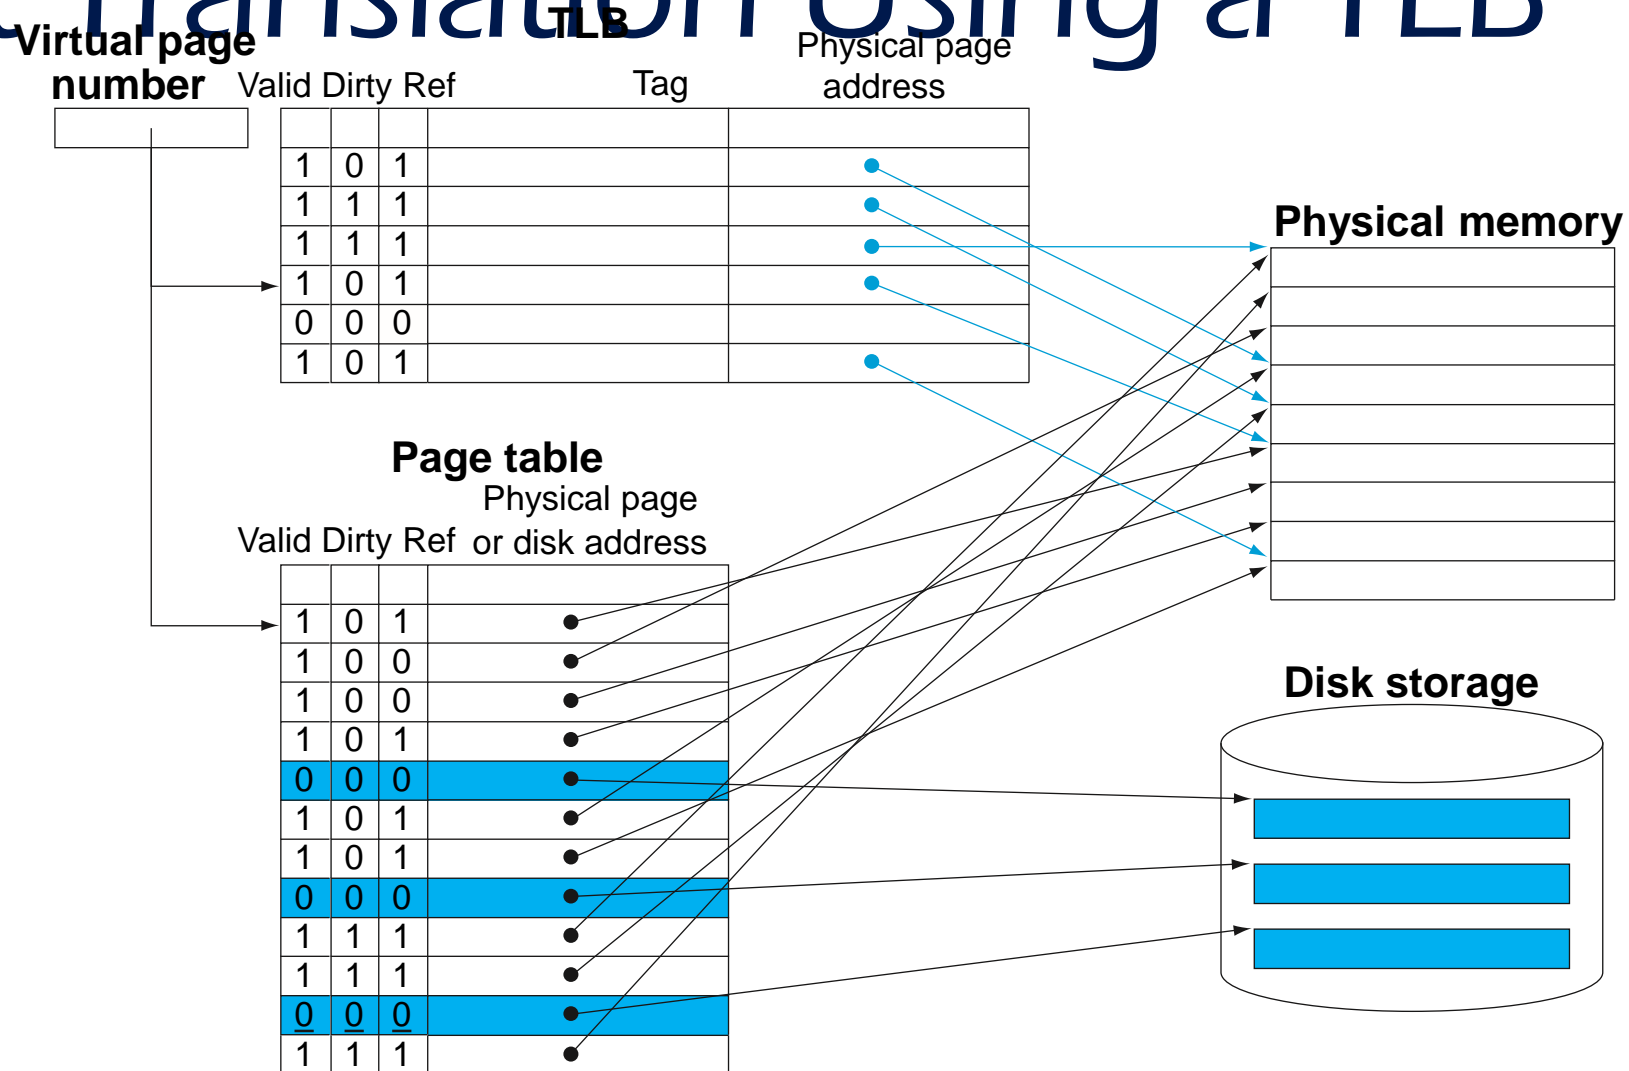 t Translation Using a TLB
TLB
Virtual page
number
Valid Dirty Ref
Tag
Physical page
address
1 0 1
1 1 1
1 1 1
1 0 1
0 0 0
1 0 1
Physical memory
Page table
Physical page
or disk address
Valid Dirty Ref
1 0 1
1 0 0
1 0 0
1 0 1
0 0 0
1 0 1
1 0 1
0 0 0
1 1 1
1 1 1
0 0 0
1 1 1
Disk storage